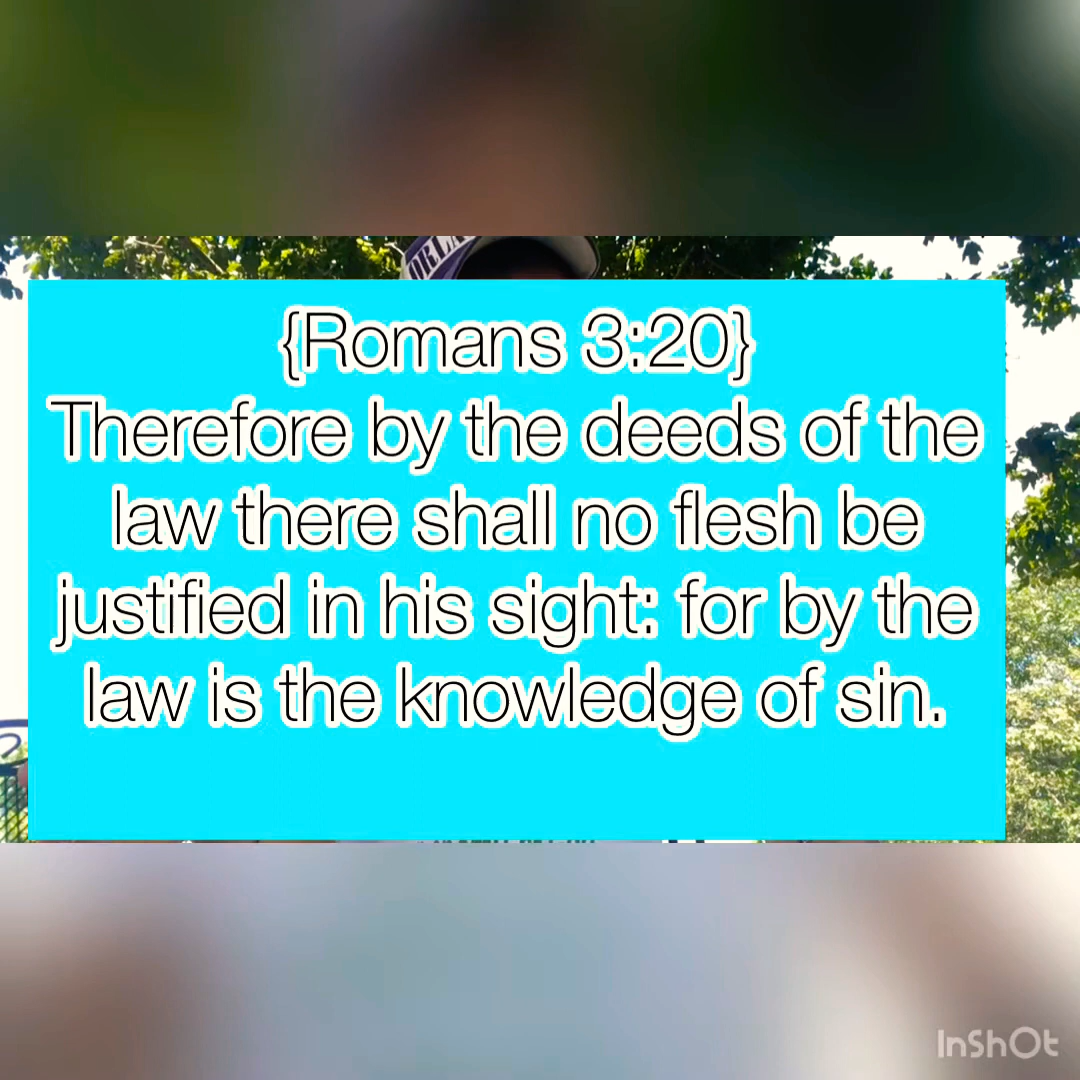 {Romans 3:20}
Therefore by the deeds of the
law there shall no flesh be
justified in his sight: for by the
law is the knowledge of sin.
InShOt